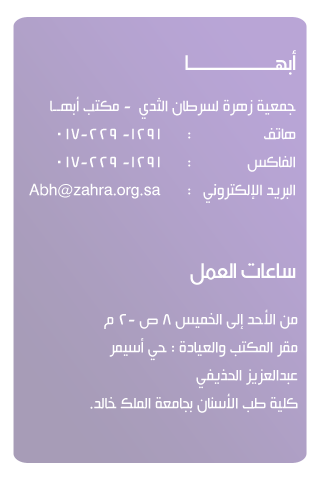 أبهـــــــــــــا
جمعية زهرة لسرطان الثدي - مكتب أبهــا
هاتف : ٠١٧-٢٢٩ -١٢٩١
الفاكس : ٠١٧-٢٢٩ -١٢٩١
البريد الإلكتروني : Abh@zahra.org.sa
ساعات العمل
من الأحد إلى الخميس ٨ ص -٢ م
مقر المكتب والعيادة : حي أسيمر
عبدالعزيز الحذيفي
كلية طب الأسنان بجامعة الملك خالد.